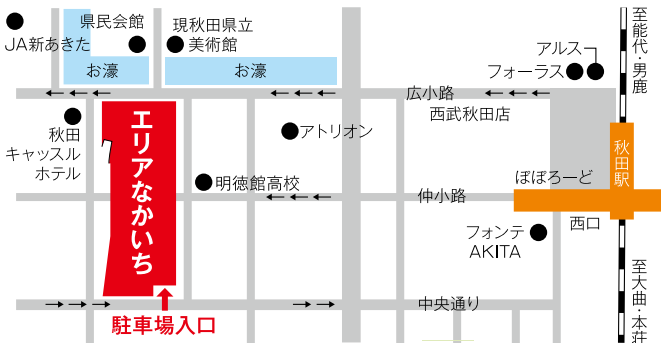 県民会館
JA新あきた
現秋田県立
美術館
お濠
お濠
至能代・男鹿
アルス
フォーラス
広小路
西武秋田店
秋田
キャッスル
ホテル
エリアなかいち
アトリオン
明徳館高校
秋田駅
ぽぽろーど
仲小路
西口
フォンテ
AKITA
中央通り
至大曲・本荘
駐車場入口